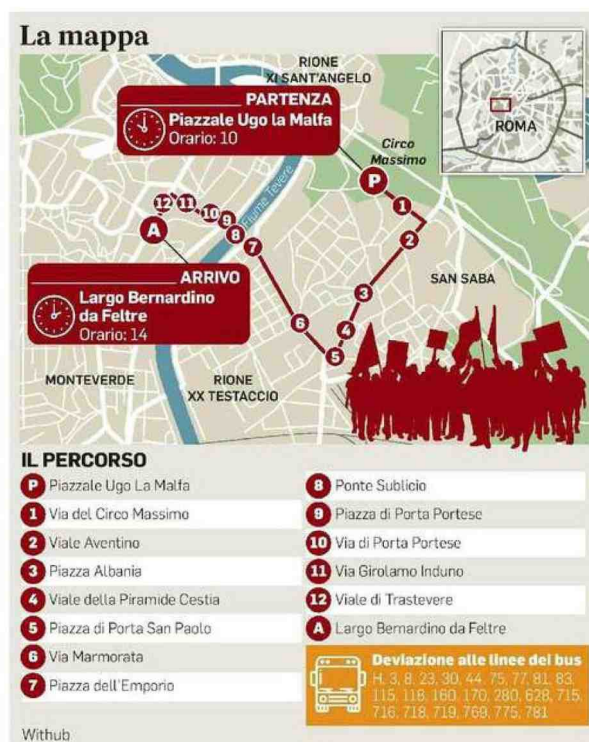 La mappa
RIONE
XI SANT'ANGELO
ROMA
PARTENZA
Piazzale Ugo la Malfa
Orario: 10
Circo
Massimo
P
1
2
3
4
5
6
7
8
9
10
11
12
A
Fiume Tevere
SAN SABA
ARRIVO
Largo Bernardino
da Feltre
Orario: 14
MONTEVERDE
RIONE
XX TESTACCIO
IL PERCORSO
P Piazzale Ugo La Malfa
1 Via del Circo Massimo
2 Viale Aventino
3 Piazza Albania
4 Viale della Piramide Cestia
5 Piazza di Porta San Paolo
6 Via Marmorata
7 Piazza dell'Emporio
8 Ponte Sublicio
9 Piazza di Porta Portese
10 Via di Porta Portese
11 Via Girolamo Induno
12 Viale di Trastevere
A Largo Bernardino da Feltre
Deviazione alle linee dei bus
H, 3, 8, 23, 30, 44, 75, 77, 81, 83,
115, 118, 160, 170, 280, 628, 715,
716, 718, 719, 769, 775, 781
Withub